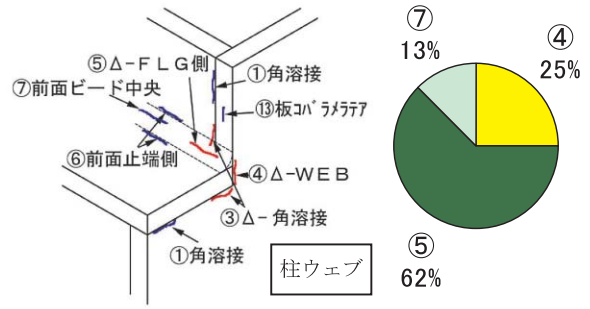 ⑤Δ-ＦＬＧ側
①角溶接
⑦前面ビード中央
⑬板ｺﾊﾞﾗﾒﾗﾃｱ
⑥前面止端側
④Δ-ＷＥＢ
③Δ-角溶接
①角溶接
柱ウェブ
⑦
13%
④
25%
⑤
62%